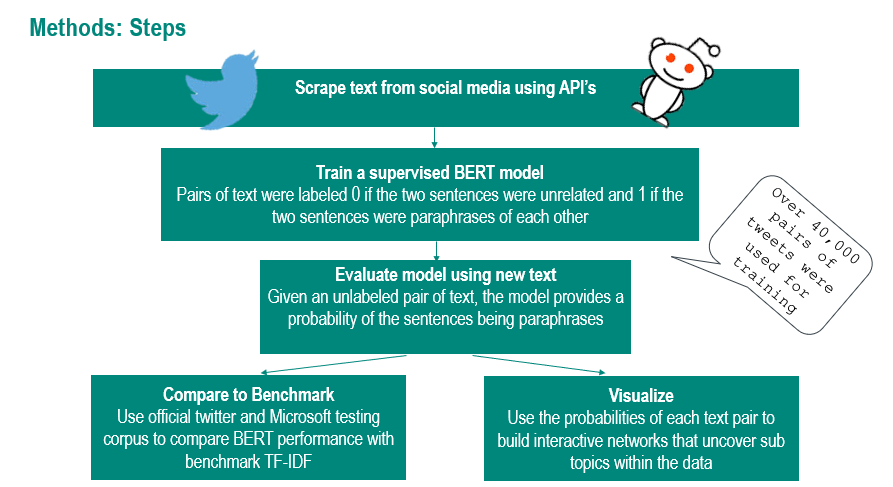 Methods: Steps
Scrape text from social media using API's
Train a supervised BERT model
Pairs of text were labeled 0 if the two sentences were unrelated and 1 if the
two sentences were paraphrases of each other
Over 40,000
pairs of
tweets were
used for
training
Evaluate model using new text
Given an unlabeled pair of text, the model provides a
probability of the sentences being paraphrases
Compare to Benchmark
Use official twitter and Microsoft testing
corpus to compare BERT performance with
benchmark TF-IDF
Visualize
Use the probabilities of each text pair to
build interactive networks that uncover sub
topics within the data